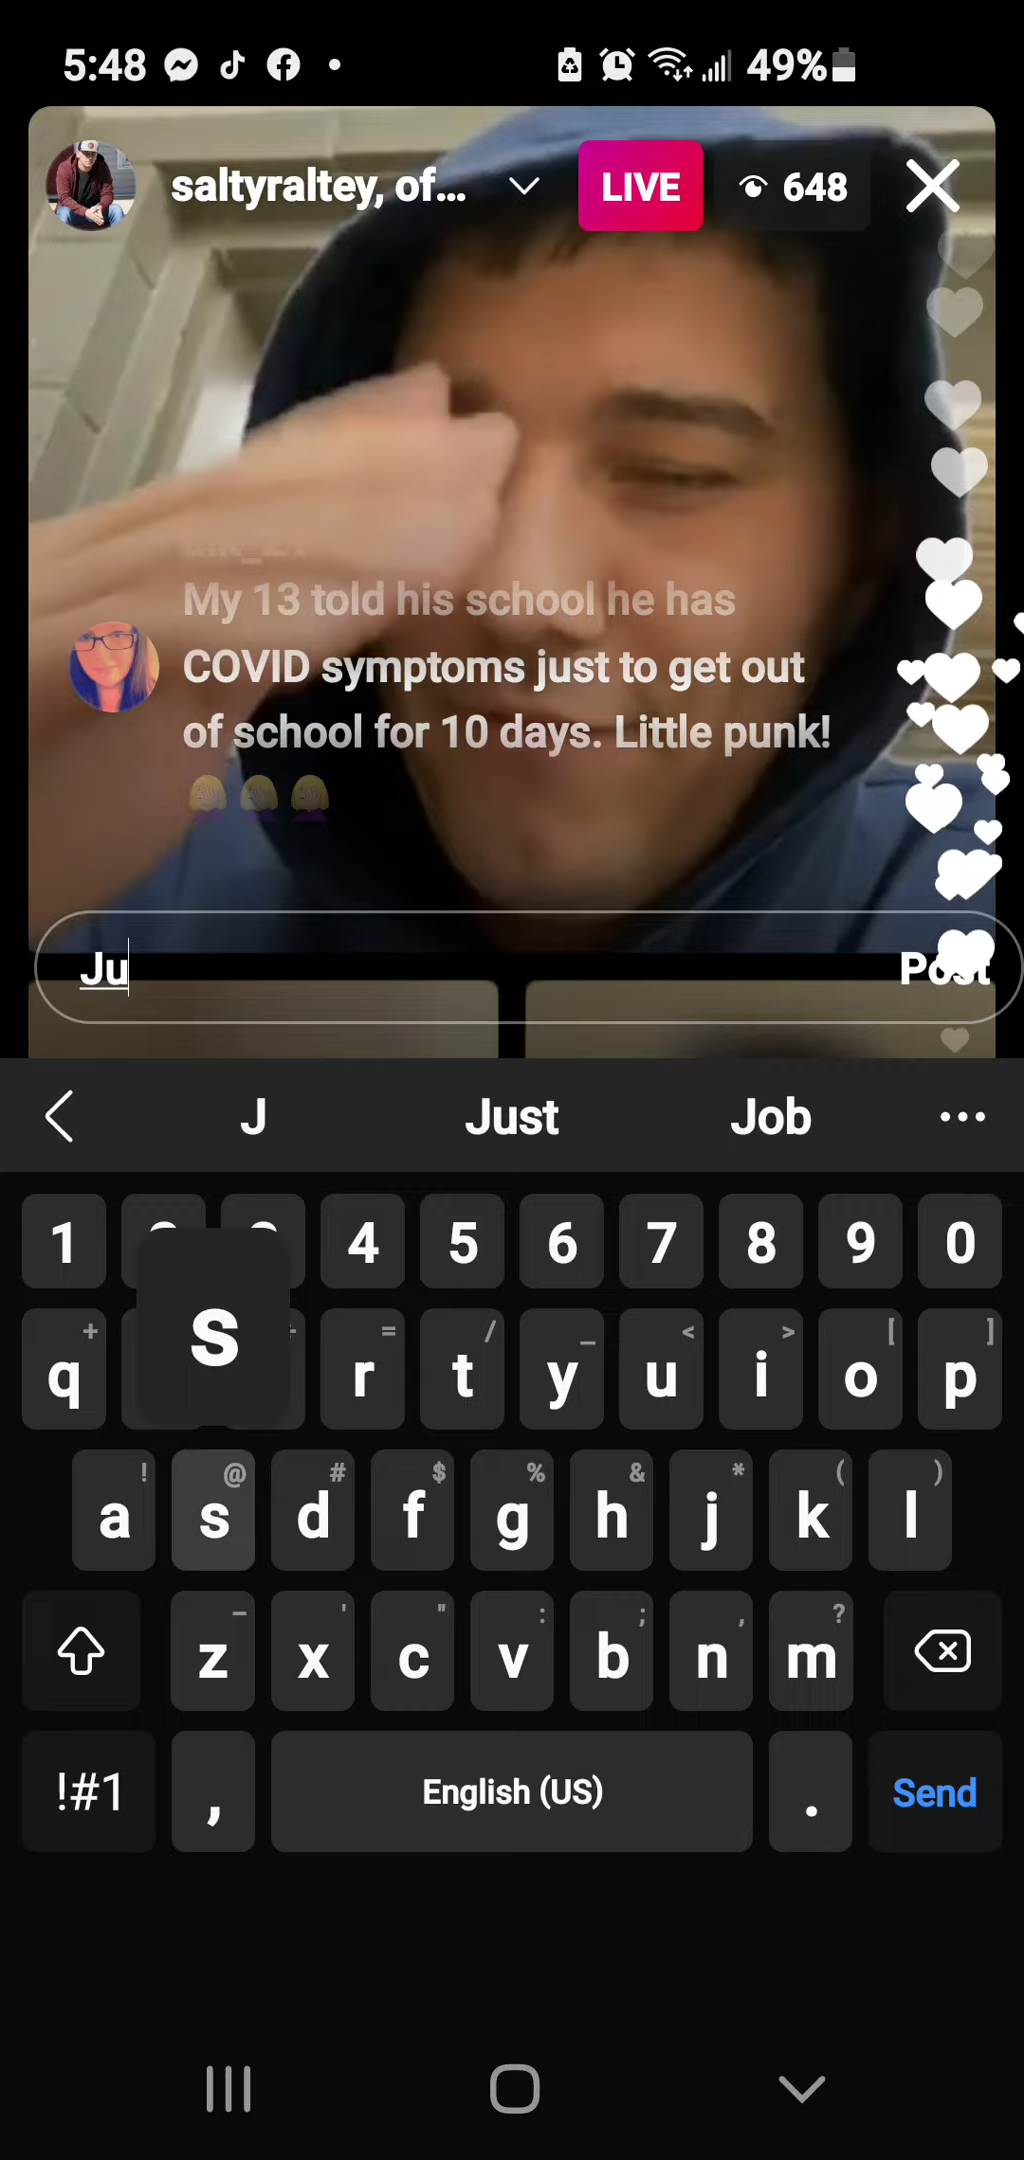 5:48 49%
saltyraltey, of... LIVE 648
My 13 told his school he has
COVID symptoms just to get out
of school for 10 days. Little punk!
Ju Post
J Just Job
1 4 5 6 7 8 9 0
s
+ = / _ < > [ ]
q r t y u i o p
! @ # $ % & * ( )
a s d f g h j k l
- ' " : ; , ?
z x c v b n m
!#1 , English (US) . Send